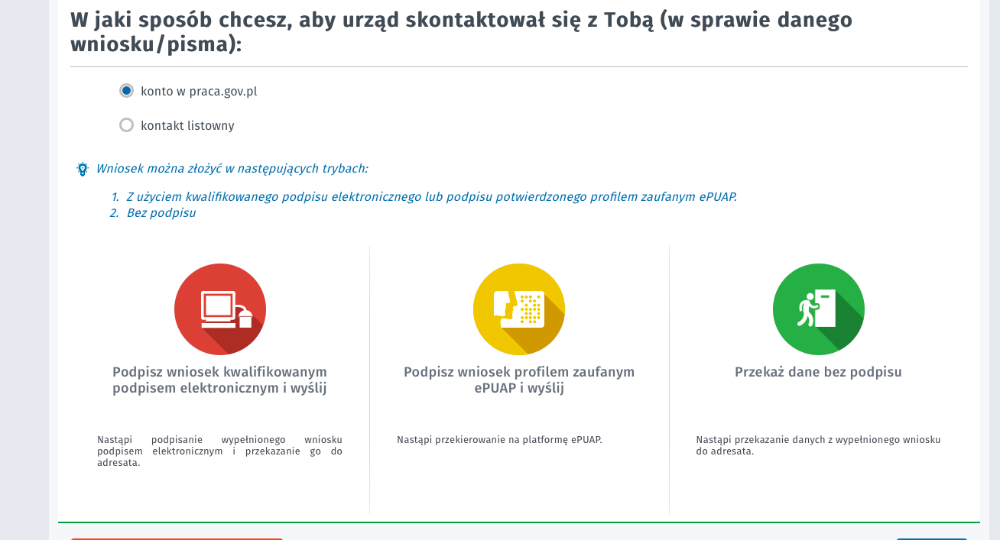 W jaki sposób chcesz, aby urząd skontaktował się z Tobą (w sprawie danego
wniosku/pisma):
konto w praca.gov.pl
kontakt listowny
Wniosek można złożyć w następujących trybach:
1. Z użyciem kwalifikowanego podpisu elektronicznego lub podpisu potwierdzonego profilem zaufanym ePUAP.
2. Bez podpisu
Podpisz wniosek kwalifikowanym
podpisem elektronicznym i wyślij
Nastąpi podpisanie wypełnionego wniosku
podpisem elektronicznym i przekazanie go do
adresata.
Podpisz wniosek profilem zaufanym
ePUAP i wyślij
Nastąpi przekierowanie na platformę ePUAP.
Przekaż dane bez podpisu
Nastąpi przekazanie danych z wypełnionego wniosku
do adresata.